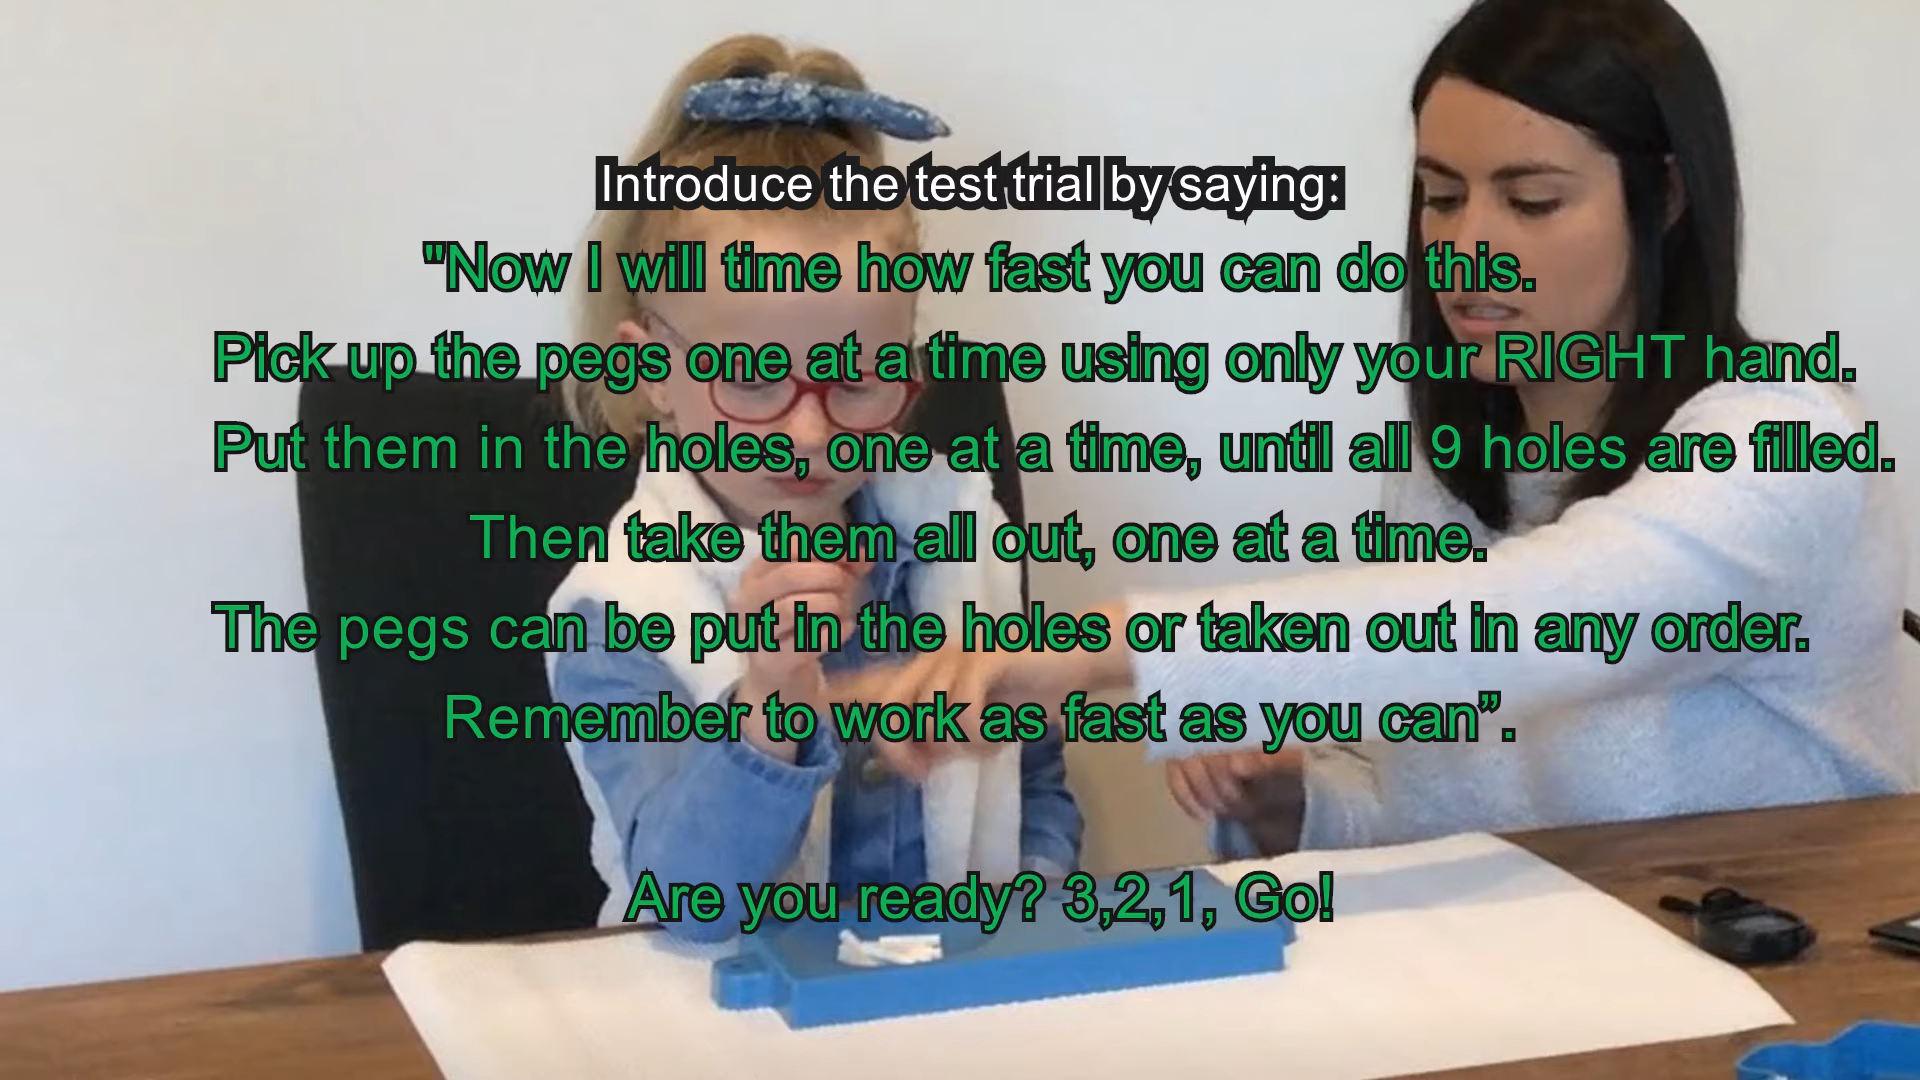 Introduce the test trial by saying:
"Now I will time how fast you can do this.
Pick up the pegs one at a time using only your RIGHT hand.
Put them in the holes, one at a time, until all 9 holes are filled.
Then take them all out, one at a time.
The pegs can be put in the holes or taken out in any order.
Remember to work as fast as you can”.
Are you ready? 3,2,1, Go!